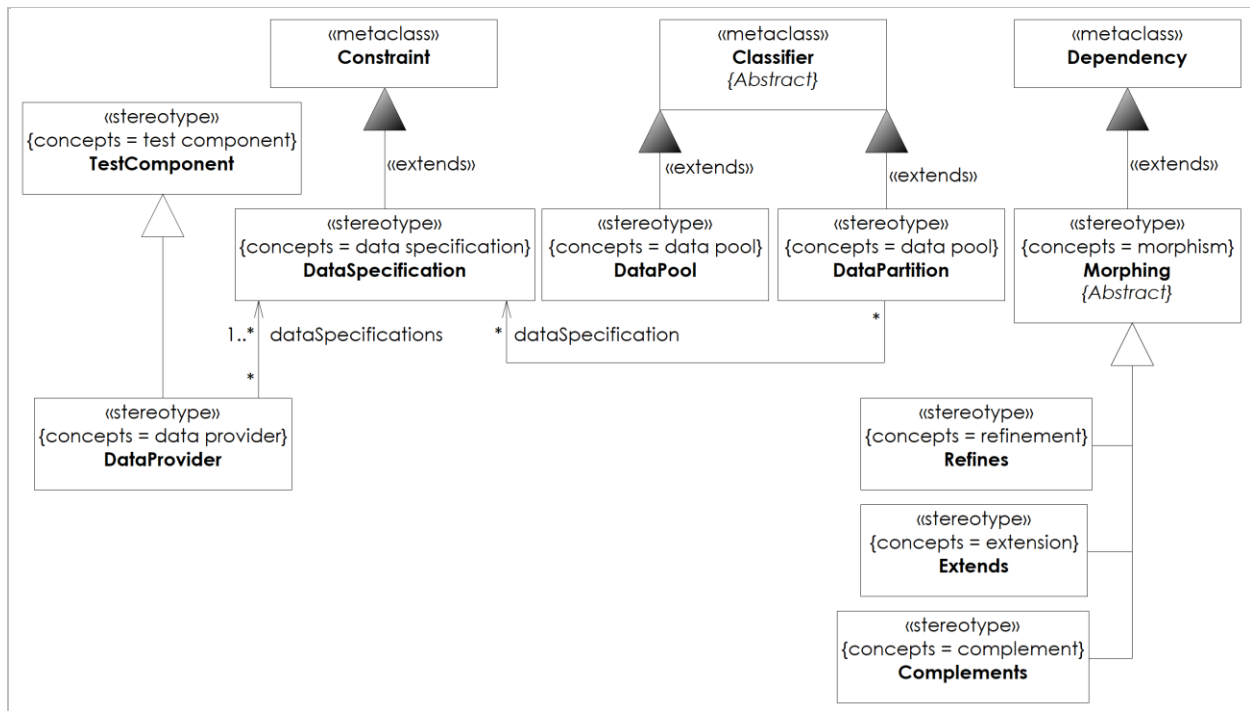 «metaclass»
Constraint
«metaclass»
Classifier
{Abstract}
«metaclass»
Dependency
«stereotype»
{concepts = test component}
TestComponent
«extends»
«extends»
«extends»
«extends»
«stereotype»
{concepts = data specification}
DataSpecification
«stereotype»
{concepts = data pool}
DataPool
«stereotype»
{concepts = data pool}
DataPartition
«stereotype»
{concepts = morphism}
Morphing
{Abstract}
1..* dataSpecifications
* dataSpecification
*
*
«stereotype»
{concepts = data provider}
DataProvider
«stereotype»
{concepts = refinement}
Refines
«stereotype»
{concepts = extension}
Extends
«stereotype»
{concepts = complement}
Complements